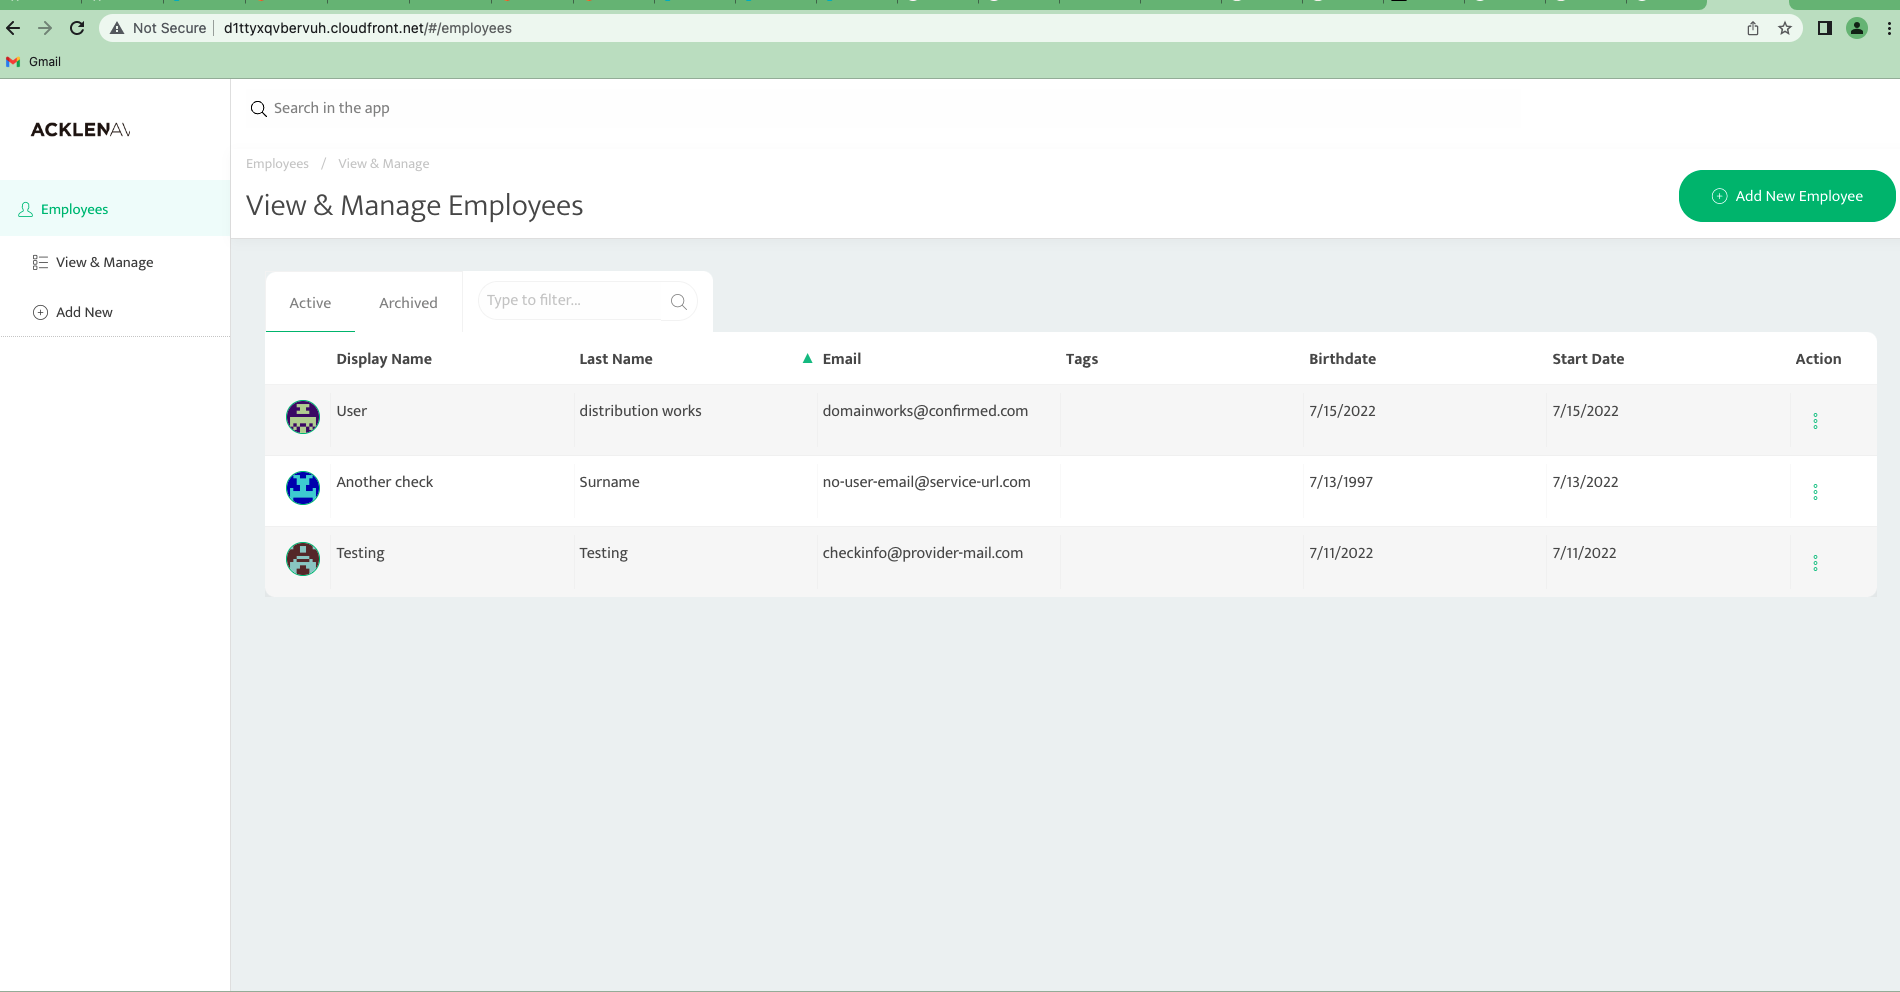 Not Secure d1ttyxqvbervuh.cloudfront.net/#/employees
Gmail
ACKLENAV
Search in the app
Employees / View & Manage
View & Manage Employees
Add New Employee
Employees
View & Manage
Add New
Active Archived Type to filter...
Display Name Last Name ▲ Email Tags Birthdate Start Date Action
User distribution works domainworks@confirmed.com 7/15/2022 7/15/2022
Another check Surname no-user-email@service-url.com 7/13/1997 7/13/2022
Testing Testing checkinfo@provider-mail.com 7/11/2022 7/11/2022